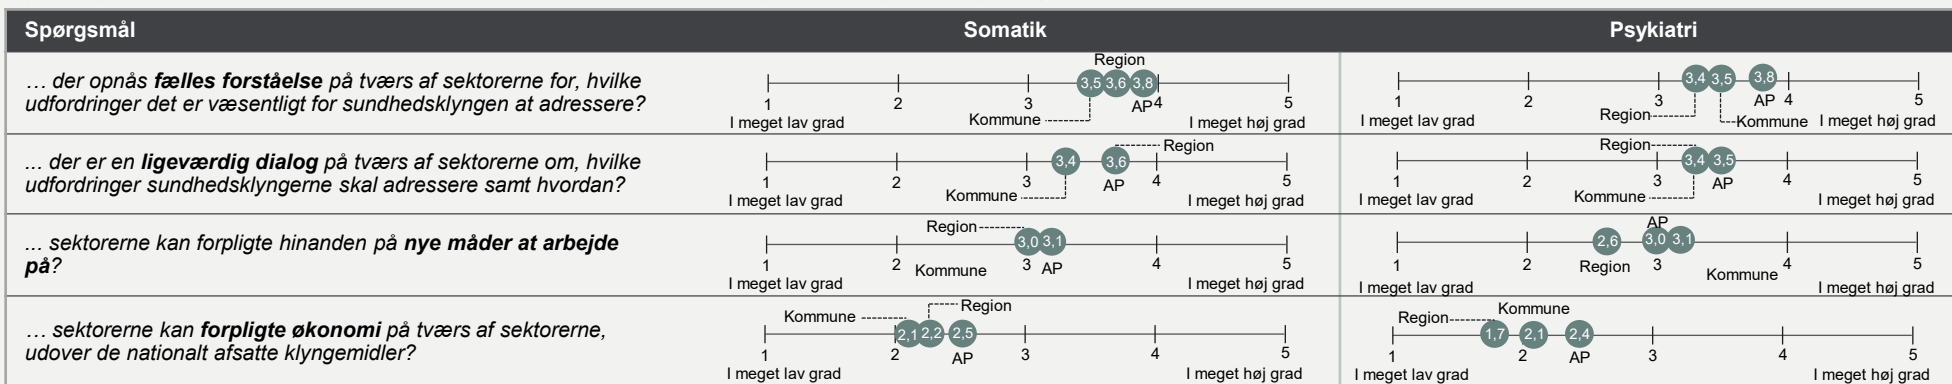 Spørgsmål Somatik Psykiatri
… der opnås fælles forståelse på tværs af sektorerne for, hvilke
udfordringer det er væsentligt for sundhedsklyngen at adressere?
Region
3,5 3,6 3,8
1 2 3 AP 4 5
Kommune
I meget lav grad I meget høj grad
3,4 3,5 3,8
1 2 3 AP 4 5
Region Kommune
I meget lav grad I meget høj grad
... der er en ligeværdig dialog på tværs af sektorerne om, hvilke
udfordringer sundhedsklyngerne skal adressere samt hvordan?
Region
3,4 3,6
1 2 3 AP 4 5
Kommune
I meget lav grad I meget høj grad
Region
3,4 3,5
1 2 3 AP 4 5
Kommune
I meget lav grad I meget høj grad
... sektorerne kan forpligte hinanden på nye måder at arbejde
på?
Region
3,0 3,1
1 2 3 AP 4 5
Kommune
I meget lav grad I meget høj grad
AP
2,6 3,0 3,1
1 2 Region 3 4 5
Kommune
I meget lav grad I meget høj grad
… sektorerne kan forpligte økonomi på tværs af sektorerne,
udover de nationalt afsatte klyngemidler?
Region
Kommune
2,1 2,2 2,5
1 2 AP 3 4 5
I meget lav grad I meget høj grad
Kommune
Region
1,7 2,1 2,4
1 2 AP 3 4 5
I meget lav grad I meget høj grad